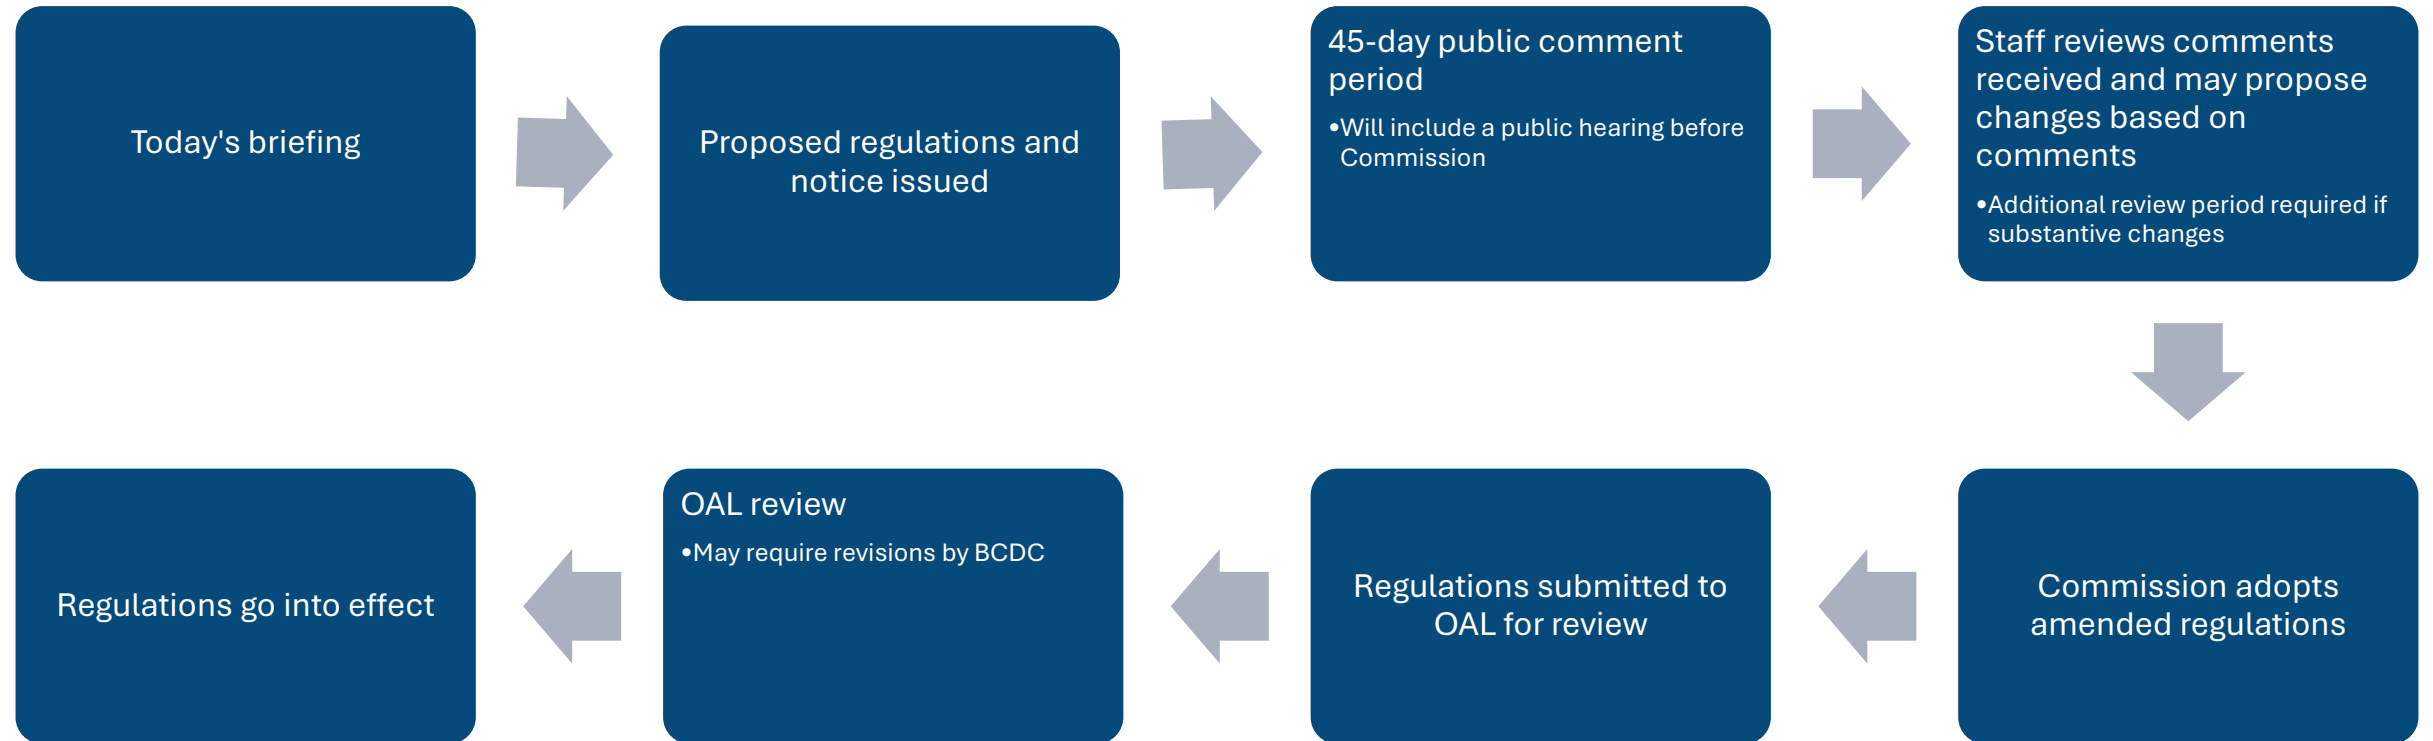 Today's briefing
Proposed regulations and
notice issued
45-day public comment
period
•Will include a public hearing before
Commission
Staff reviews comments
received and may propose
changes based on
comments
•Additional review period required if
substantive changes
Commission adopts
amended regulations
Regulations submitted to
OAL for review
OAL review
•May require revisions by BCDC
Regulations go into effect